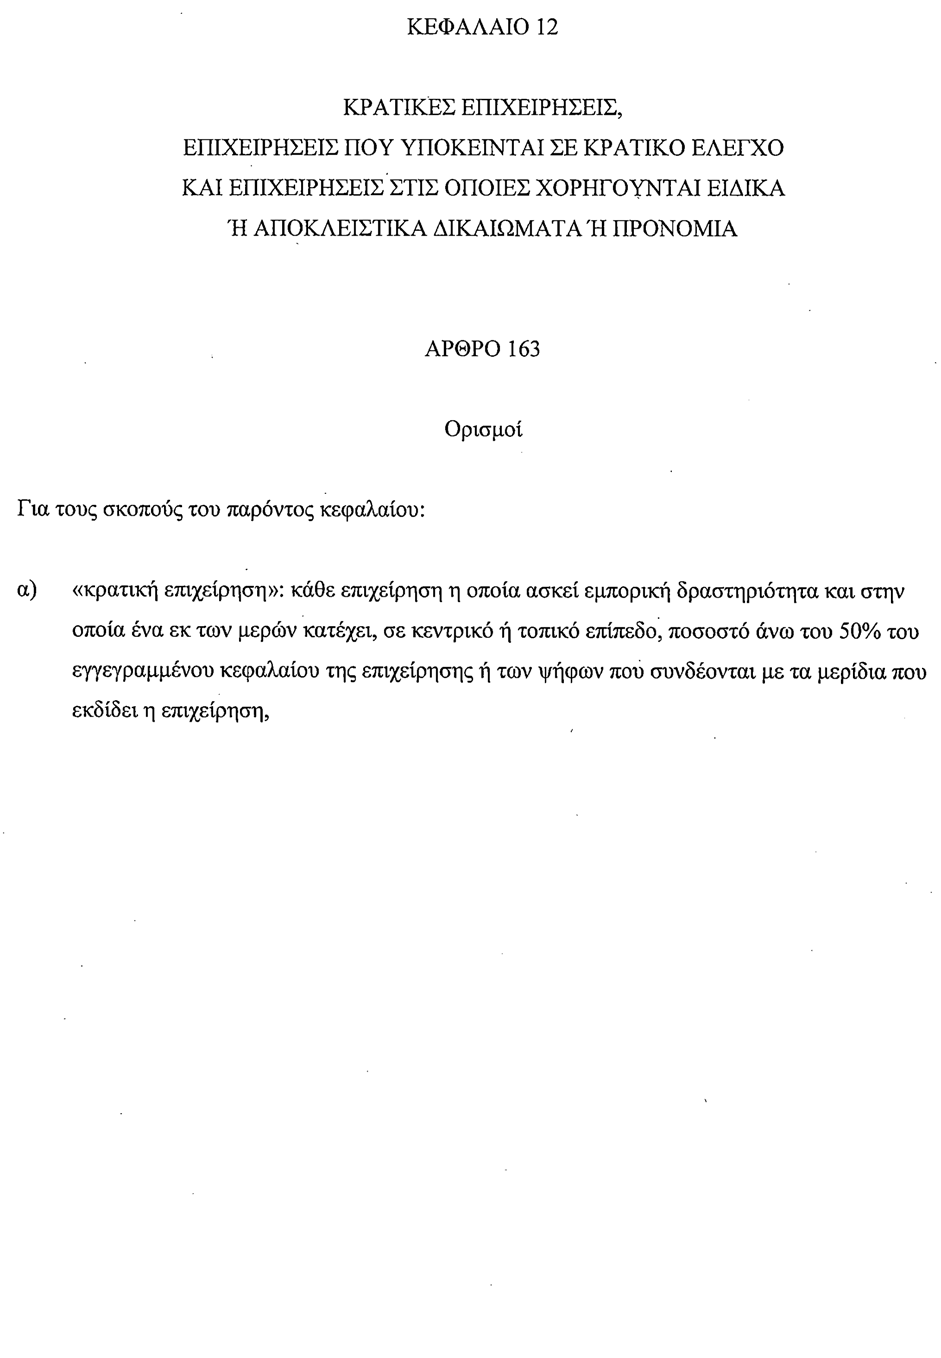 ΚΕΦΑΛΑΙΟ 12
ΚΡΑΤΙΚΕΣ ΕΠΙΧΕΙΡΗΣΕΙΣ,
ΕΠΙΧΕΙΡΗΣΕΙΣ ΠΟΥ ΥΠΟΚΕΙΝΤΑΙ ΣΕ ΚΡΑΤΙΚΟ ΕΛΕΓΧΟ
ΚΑΙ ΕΠΙΧΕΙΡΗΣΕΙΣ ΣΤΙΣ ΟΠΟΙΕΣ ΧΟΡΗΓΟΥΝΤΑΙ ΕΙΔΙΚΑ
Ή ΑΠΟΚΛΕΙΣΤΙΚΑ ΔΙΚΑΙΩΜΑΤΑ Ή ΠΡΟΝΟΜΙΑ
ΑΡΘΡΟ 163
Ορισμοί
Για τους σκοπούς του παρόντος κεφαλαίου:
α) «κρατική επιχείρηση»: κάθε επιχείρηση η οποία ασκεί εμπορική δραστηριότητα και στην
οποία ένα εκ των μερών κατέχει, σε κεντρικό ή τοπικό επίπεδο, ποσοστό άνω του 50% του
εγγεγραμμένου κεφαλαίου της επιχείρησης ή των ψήφων που συνδέονται με τα μερίδια που
εκδίδει η επιχείρηση,